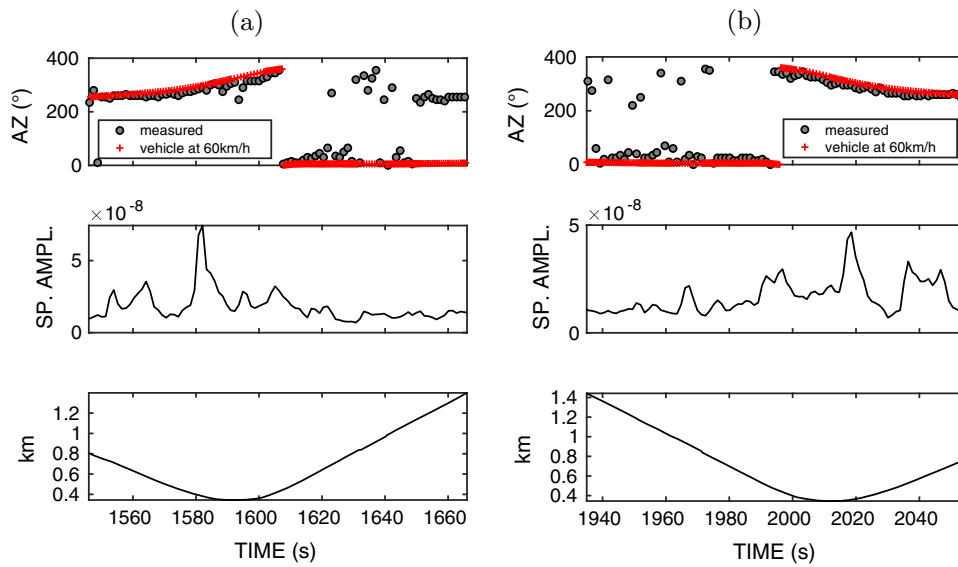 (a)
(b)
400
200
0
AZ (°)
measured
vehicle at 60km/h
400
200
0
AZ (°)
measured
vehicle at 60km/h
× 10-8
5
0
SP. AMPL.
× 10-8
5
0
SP. AMPL.
1.2
1
0.8
0.6
0.4
km
1560 1580 1600 1620 1640 1660
TIME (s)
1.4
1.2
1
0.8
0.6
0.4
km
1940 1960 1980 2000 2020 2040
TIME (s)